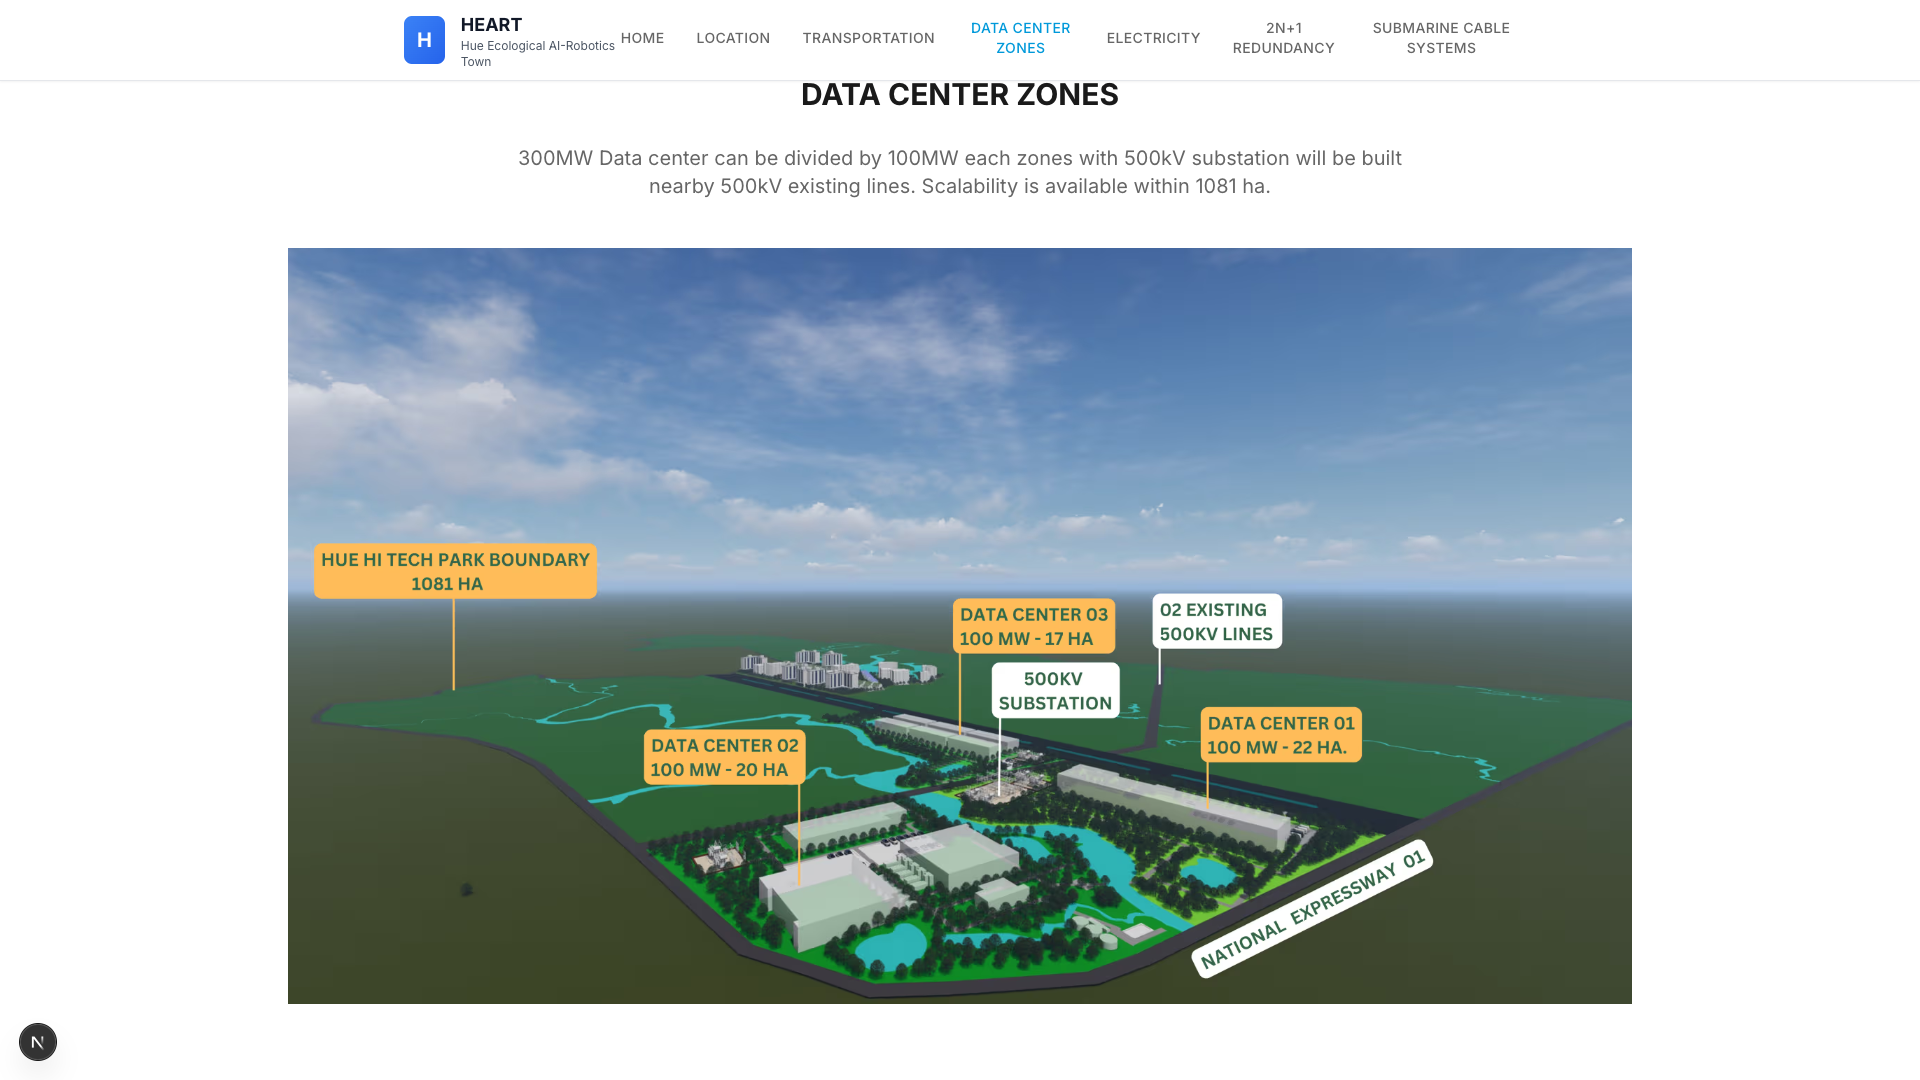 H
HEART
Hue Ecological AI-Robotics
Town
HOME
LOCATION
TRANSPORTATION
DATA CENTER
ZONES
ELECTRICITY
2N+1
REDUNDANCY
SUBMARINE CABLE
SYSTEMS
DATA CENTER ZONES
300MW Data center can be divided by 100MW each zones with 500kV substation will be built
nearby 500kV existing lines. Scalability is available within 1081 ha.
HUE HI TECH PARK BOUNDARY
1081 HA
DATA CENTER 03
100 MW - 17 HA
02 EXISTING
500KV LINES
500KV
SUBSTATION
DATA CENTER 01
100 MW - 22 HA.
DATA CENTER 02
100 MW - 20 HA
NATIONAL EXPRESSWAY 01
N